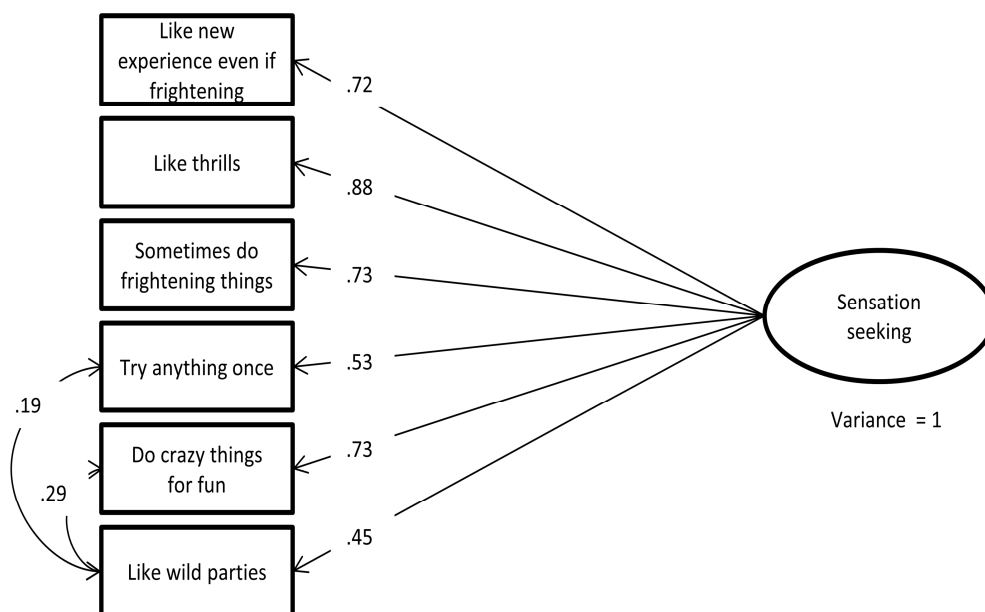 Like new
experience even if
frightening
.72
Like thrills
.88
Sometimes do
frightening things
.73
Sensation
seeking
Try anything once
.53
.19
Variance = 1
Do crazy things
for fun
.73
.29
.45
Like wild parties